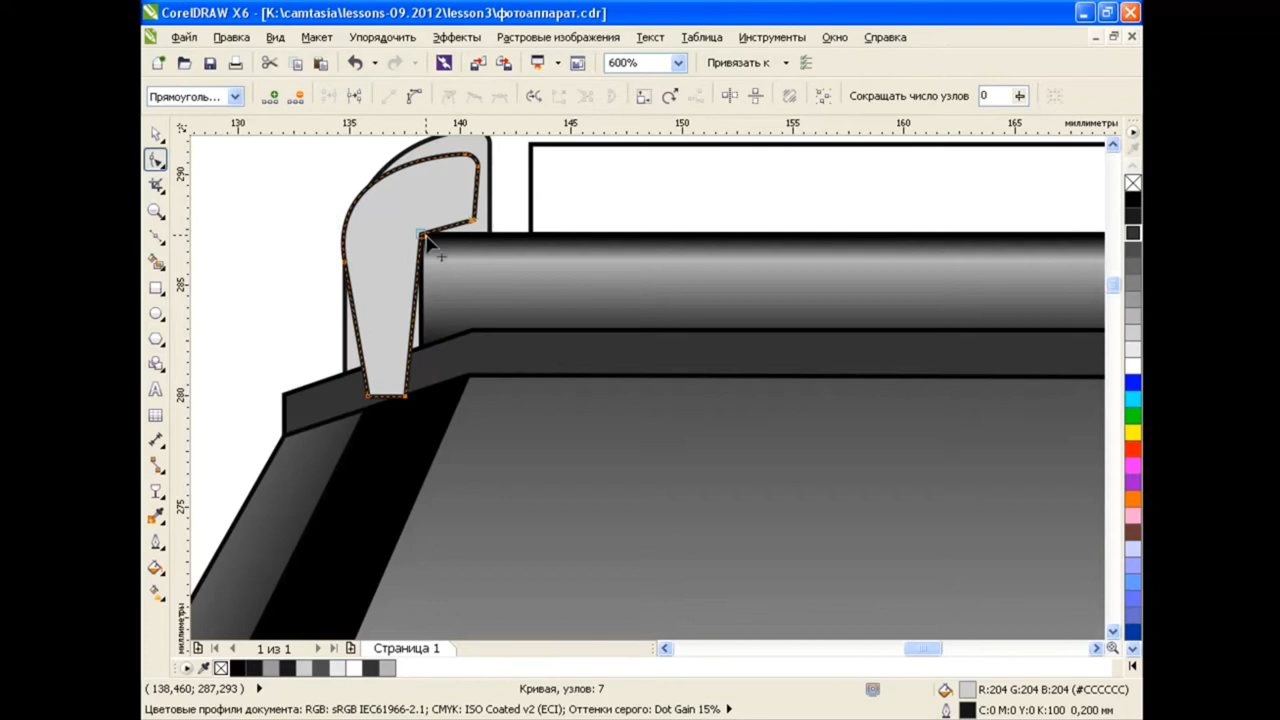 CorelDRAW X6 - [K:\camtasia\lessons-09.2012\lesson3\фотоаппарат.cdr]
Файл Правка Вид Макет Упорядочить Эффекты Растровые изображения Текст Таблица Инструменты Окно Справка
600% Привязать к
Прямоуголь... Сокращать число узлов 0
130 135 140 145 150 155 160 165 миллиметры
290
285
280
275
миллиметры
1 из 1 Страница 1
( 138,460; 287,293 ) Кривая, узлов: 7 R:204 G:204 B:204 (#CCCCCC)
Цветовые профили документа: RGB: sRGB IEC61966-2.1; CMYK: ISO Coated v2 (ECI); Оттенки серого: Dot Gain 15% C:0 M:0 Y:0 K:100 0,200 мм